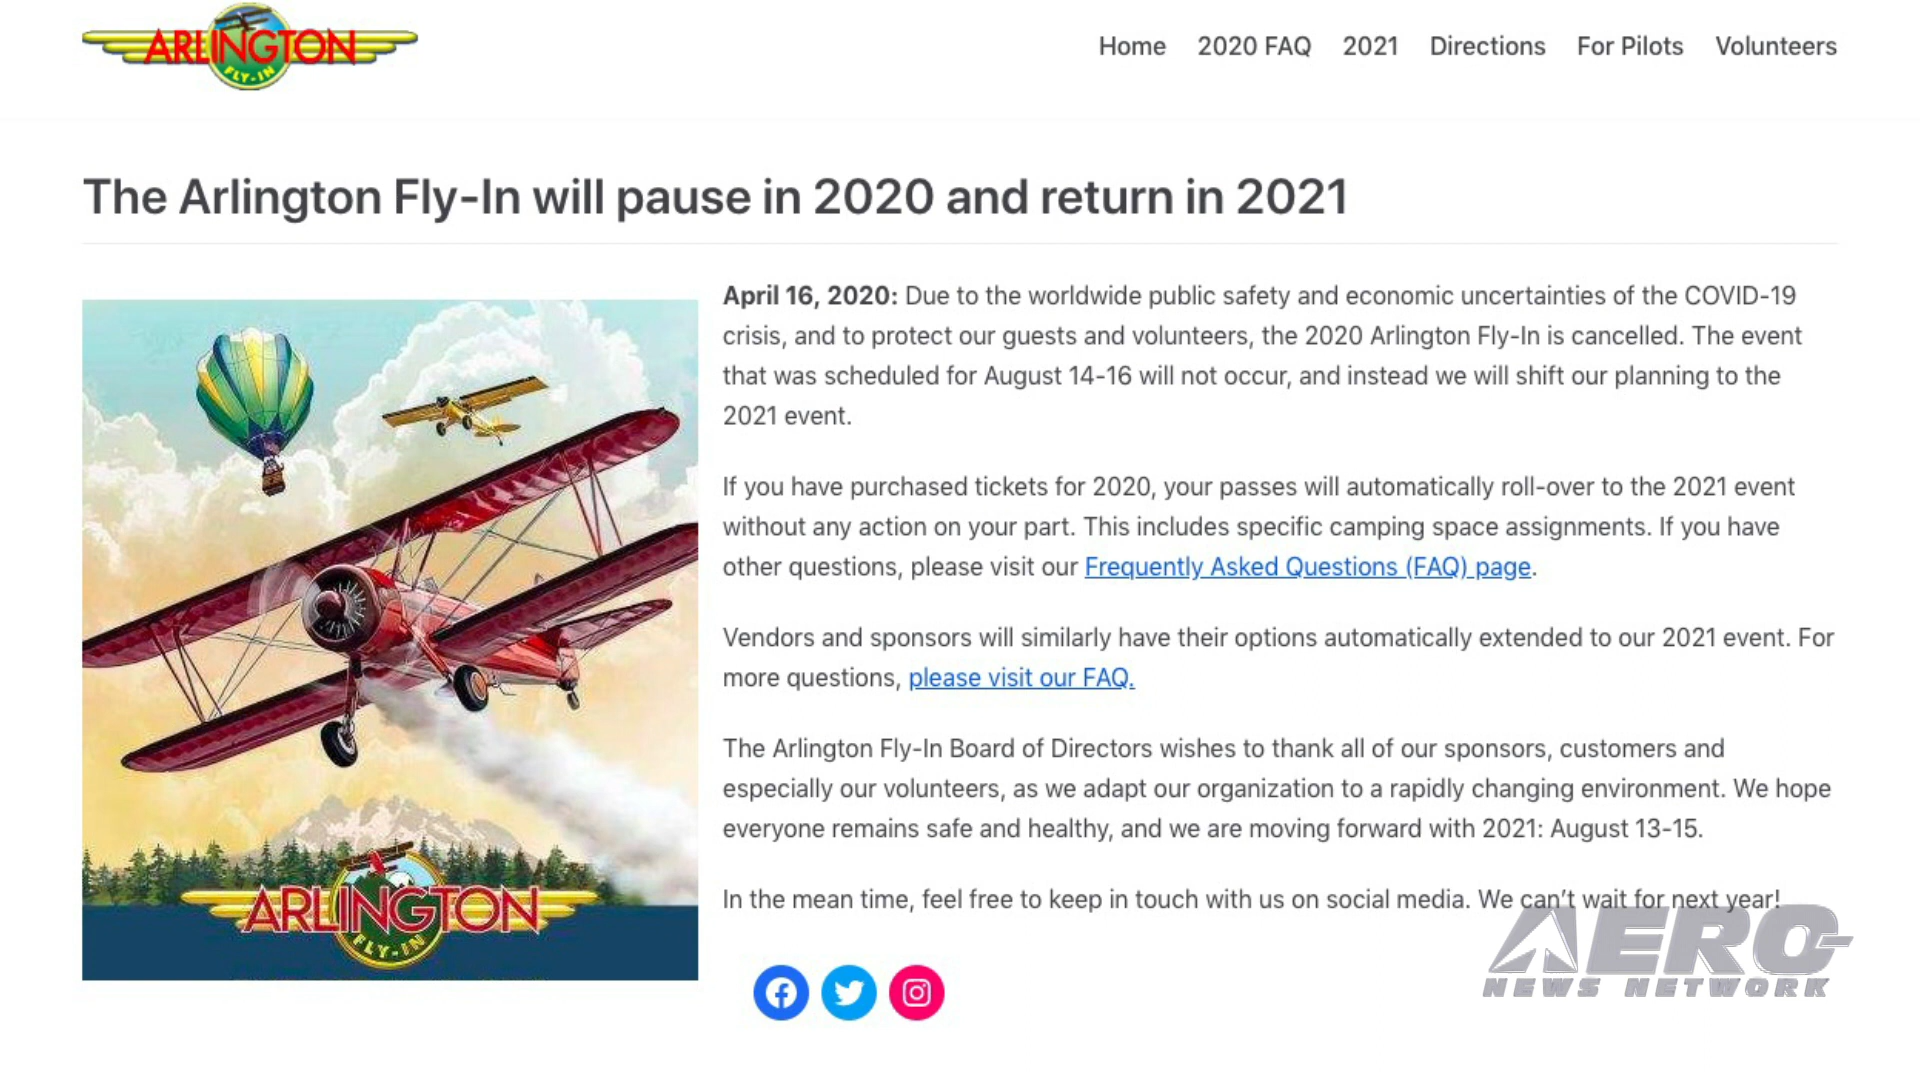 ARLINGTON
FLY-IN
Home 2020 FAQ 2021 Directions For Pilots Volunteers
The Arlington Fly-In will pause in 2020 and return in 2021
April 16, 2020: Due to the worldwide public safety and economic uncertainties of the COVID-19
crisis, and to protect our guests and volunteers, the 2020 Arlington Fly-In is cancelled. The event
that was scheduled for August 14-16 will not occur, and instead we will shift our planning to the
2021 event.
If you have purchased tickets for 2020, your passes will automatically roll-over to the 2021 event
without any action on your part. This includes specific camping space assignments. If you have
other questions, please visit our Frequently Asked Questions (FAQ) page.
Vendors and sponsors will similarly have their options automatically extended to our 2021 event. For
more questions, please visit our FAQ.
The Arlington Fly-In Board of Directors wishes to thank all of our sponsors, customers and
especially our volunteers, as we adapt our organization to a rapidly changing environment. We hope
everyone remains safe and healthy, and we are moving forward with 2021: August 13-15.
In the mean time, feel free to keep in touch with us on social media. We can't wait for next year!
ARLINGTON
FLY-IN
AERO-
NEWS NETWORK